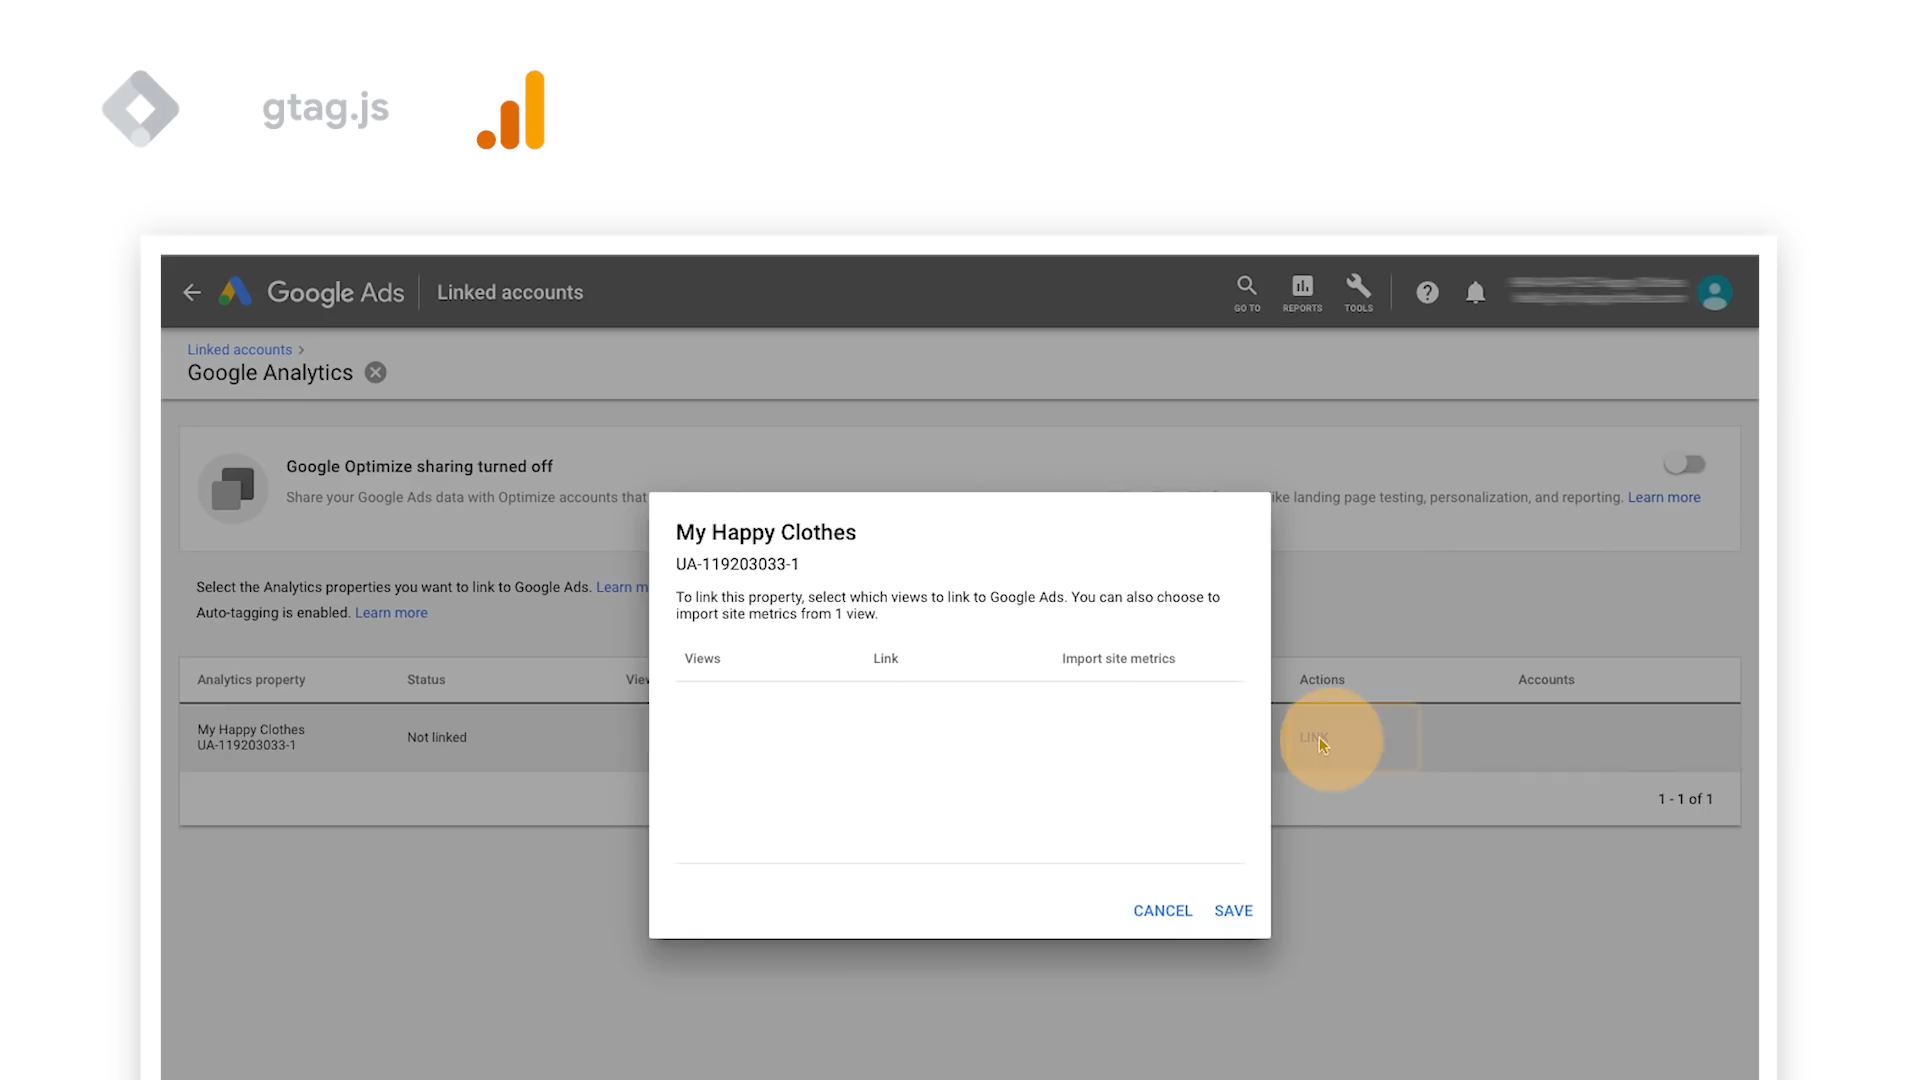 gtag.js
Google Ads
Linked accounts
GO TO
REPORTS
TOOLS
Linked accounts >
Google Analytics
Google Optimize sharing turned off
Share your Google Ads data with Optimize accounts that
landing page testing, personalization, and reporting. Learn more
Select the Analytics properties you want to link to Google Ads. Learn
Auto-tagging is enabled. Learn more
Analytics property
Status
Actions
Accounts
My Happy Clothes
UA-119203033-1
Not linked
LINK
1 - 1 of 1
My Happy Clothes
UA-119203033-1
To link this property, select which views to link to Google Ads. You can also choose to
import site metrics from 1 view.
Views
Link
Import site metrics
CANCEL
SAVE